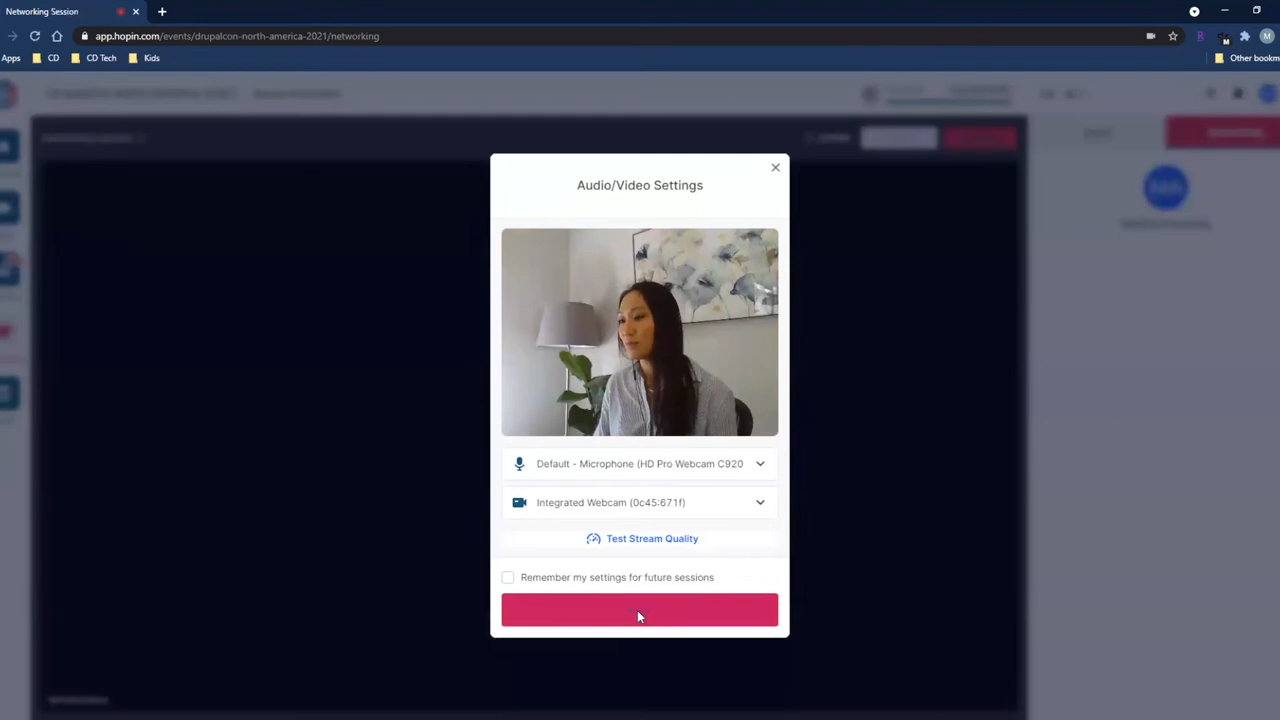 Networking Session
app.hopin.com/events/drupalcon-north-america-2021/networking
Apps CD CD Tech Kids Other bookm
Audio/Video Settings
Default - Microphone (HD Pro Webcam C920
Integrated Webcam (0c45:671f)
Test Stream Quality
Remember my settings for future sessions